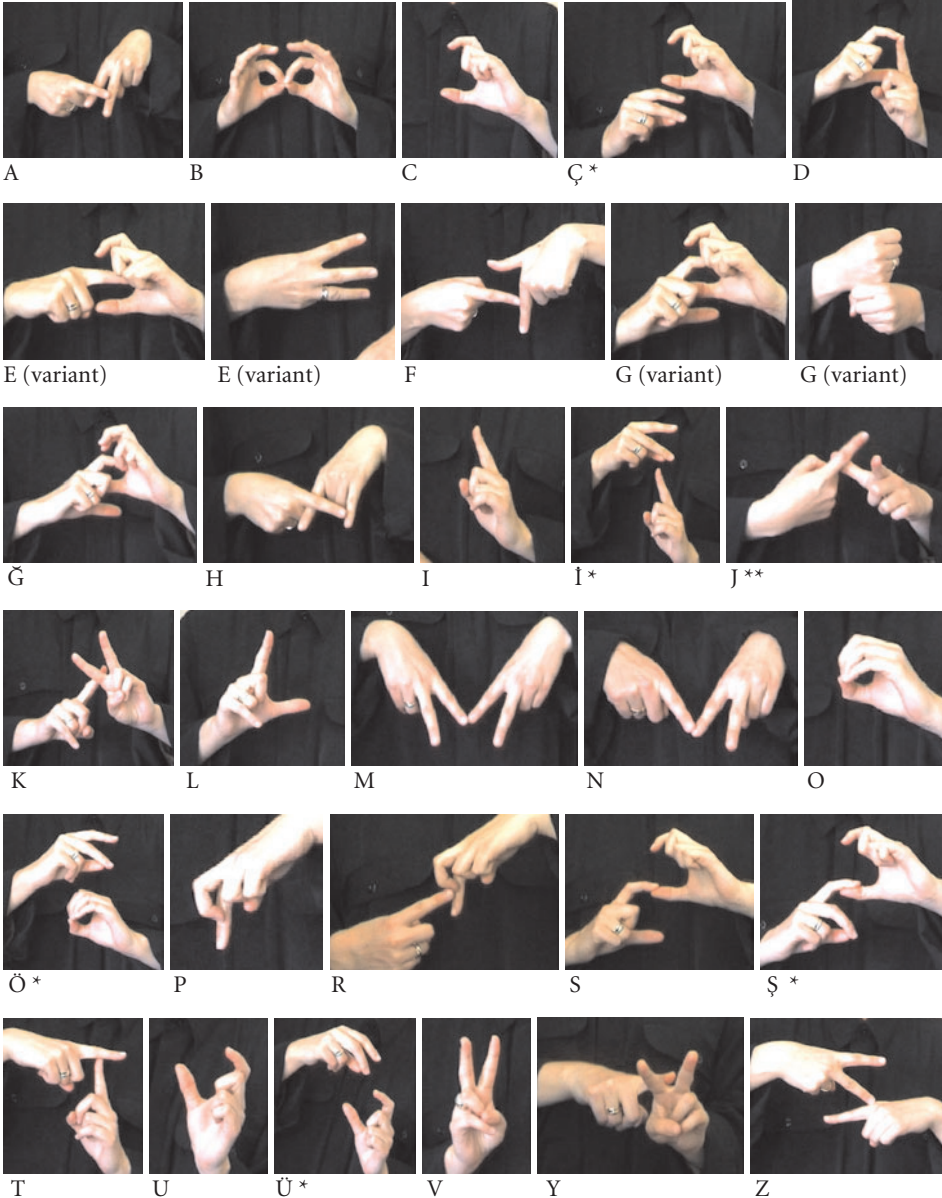 A B C Ç * D
E (variant) E (variant) F G (variant) G (variant)
Ğ H I İ * J **
K L M N O
Ö * P R S Ş *
T U Ü * V Y Z